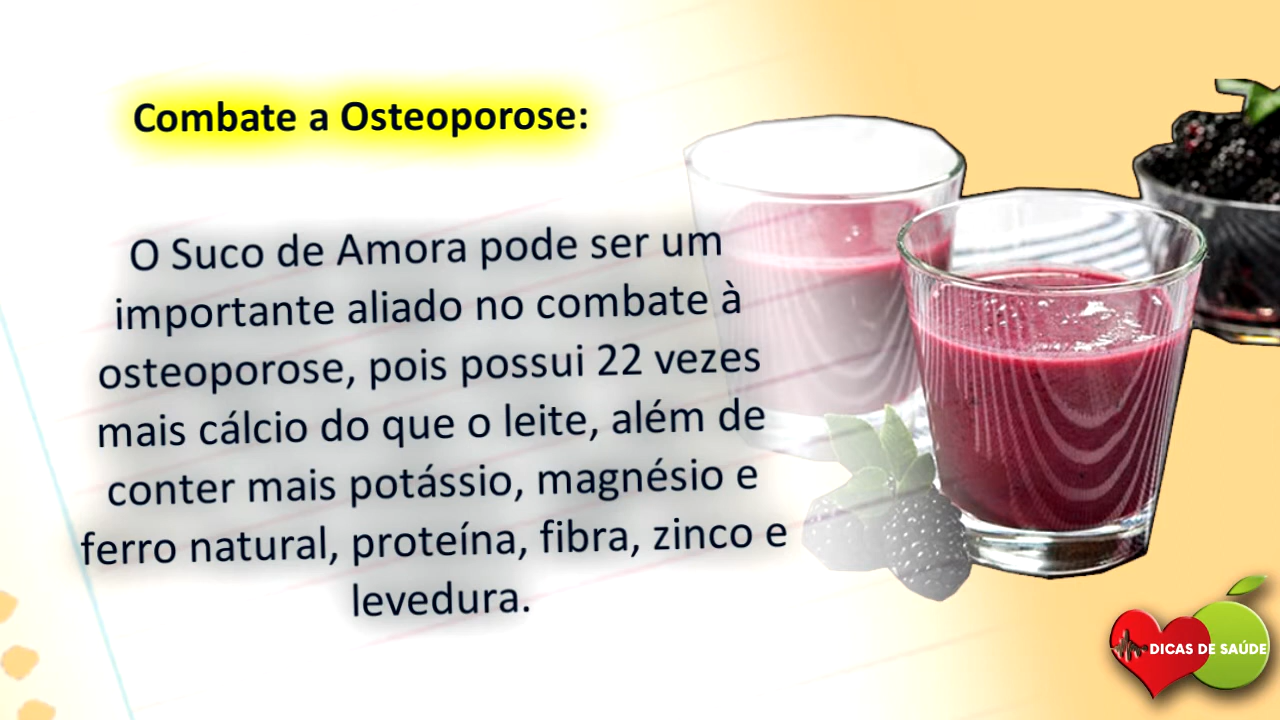 Combate a Osteoporose:
O Suco de Amora pode ser um
importante aliado no combate à
osteoporose, pois possui 22 vezes
mais cálcio do que o leite, além de
conter mais potássio, magnésio e
ferro natural, proteína, fibra, zinco e
levedura.
DICAS DE SAÚDE